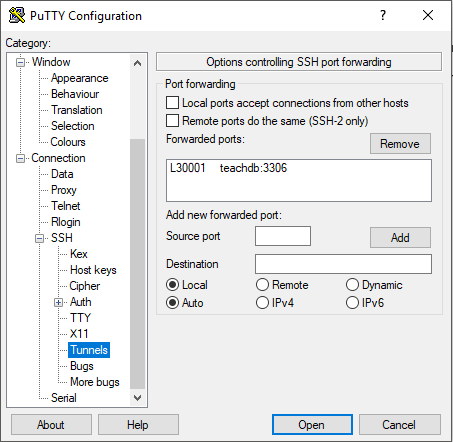 PuTTY Configuration
?
Category:
Window
Appearance
Behaviour
Translation
Selection
Colours
Connection
Data
Proxy
Telnet
Rlogin
SSH
Kex
Host keys
Cipher
Auth
TTY
X11
Tunnels
Bugs
More bugs
Serial
Options controlling SSH port forwarding
Port forwarding
Local ports accept connections from other hosts
Remote ports do the same (SSH-2 only)
Forwarded ports:
Remove
L30001 teachdb:3306
Add new forwarded port:
Source port
Add
Destination
Local Remote Dynamic
Auto IPv4 IPv6
About Help Open Cancel